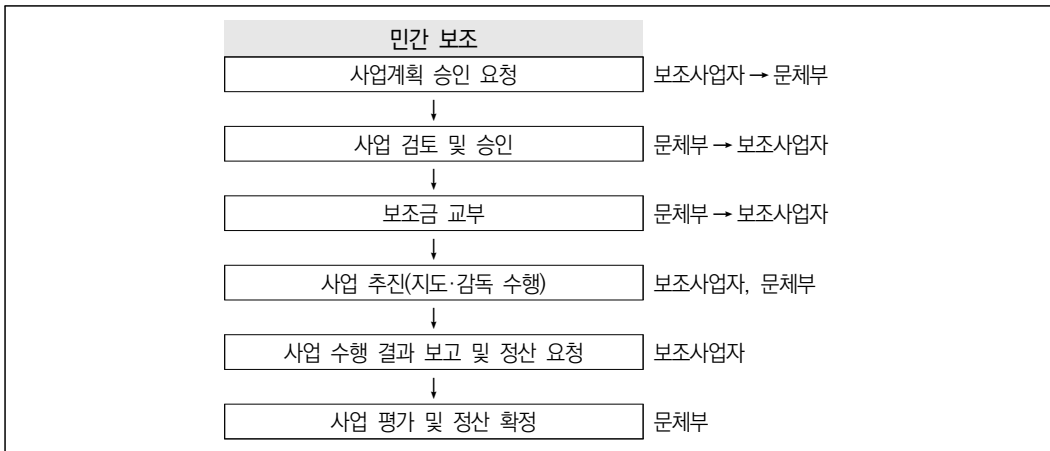 민간 보조
사업계획 승인 요청 보조사업자 → 문체부
↓
사업 검토 및 승인 문체부 → 보조사업자
↓
보조금 교부 문체부 → 보조사업자
↓
사업 추진(지도·감독 수행) 보조사업자, 문체부
↓
사업 수행 결과 보고 및 정산 요청 보조사업자
↓
사업 평가 및 정산 확정 문체부